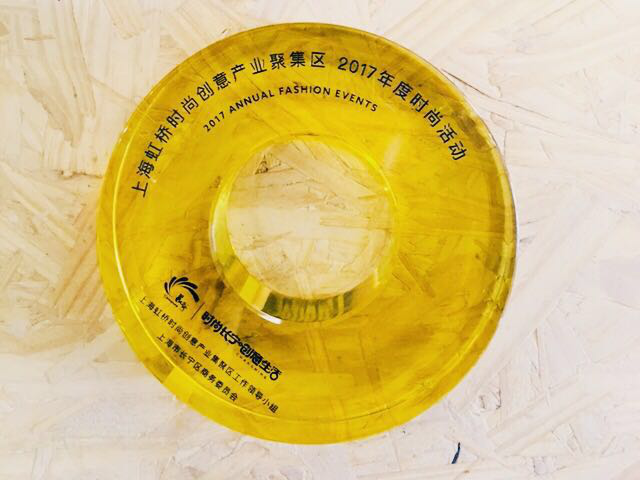 上海虹桥时尚创意产业聚集区 2017年度时尚活动
2017 ANNUAL FASHION EVENTS
时尚长宁·创随生活
上海虹桥时尚创意产业集聚区工作领导小组
上海市长宁区商务委员会